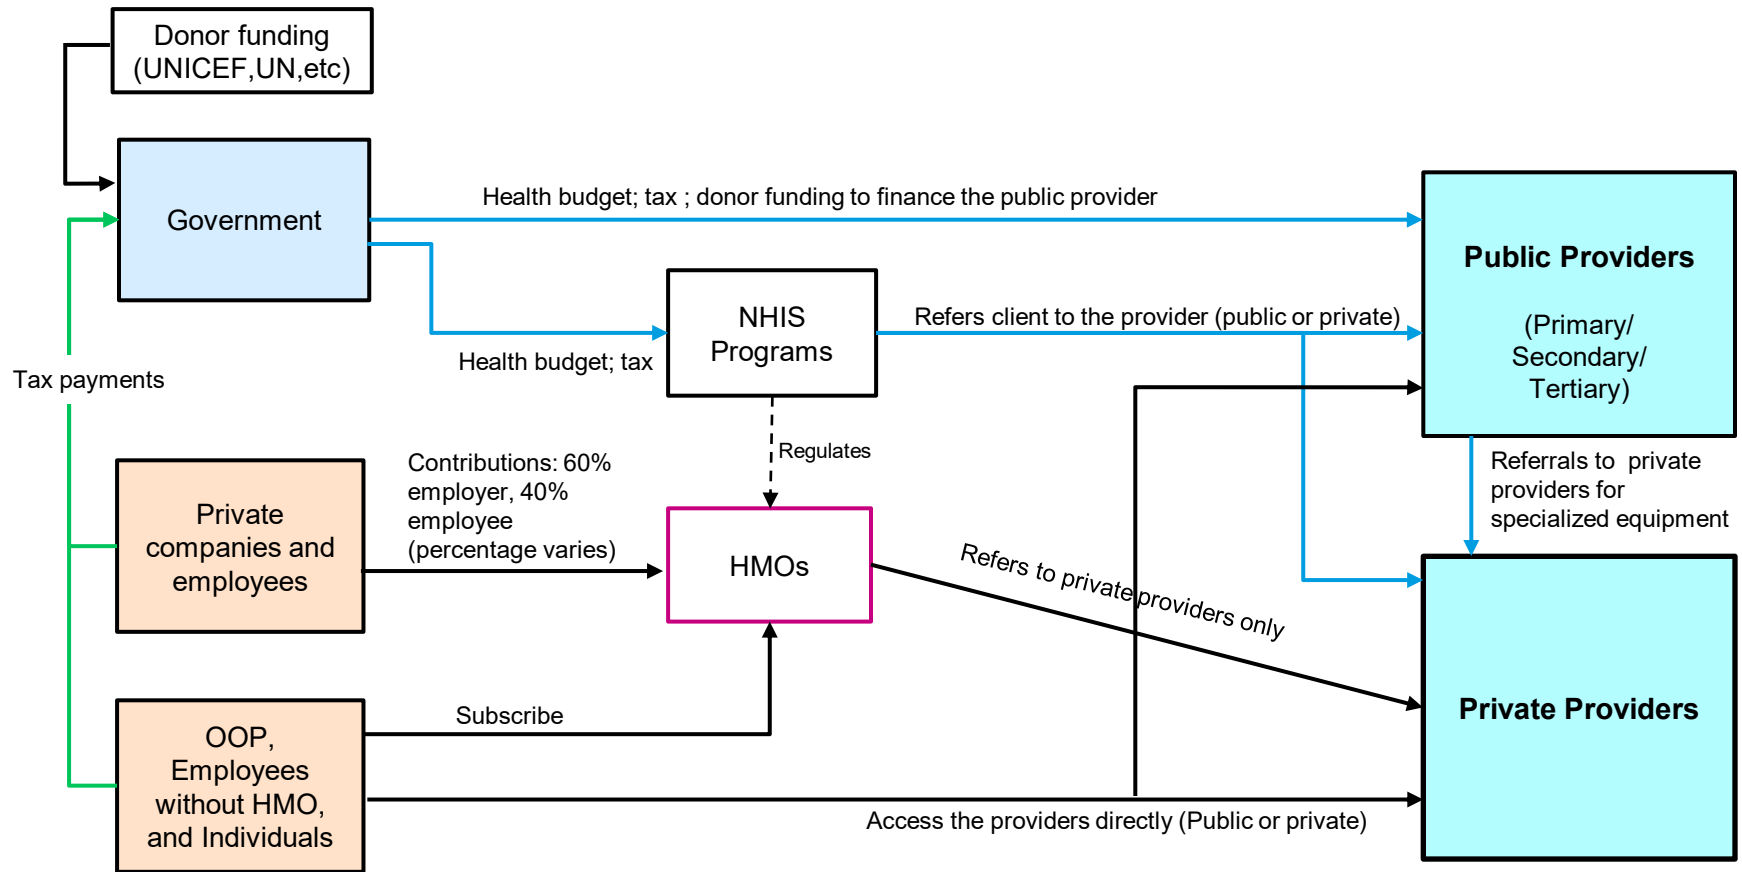 Donor funding
(UNICEF,UN,etc)
Government
Health budget; tax ; donor funding to finance the public provider
Public Providers
(Primary/
Secondary/
Tertiary)
NHIS
Programs
Refers client to the provider (public or private)
Health budget; tax
Tax payments
Regulates
Contributions: 60%
employer, 40%
employee
(percentage varies)
Referrals to  private
providers for
specialized equipment
Private
companies and
employees
HMOs
Refers to private providers only
Private Providers
Subscribe
OOP,
Employees
without HMO,
and Individuals
Access the providers directly (Public or private)